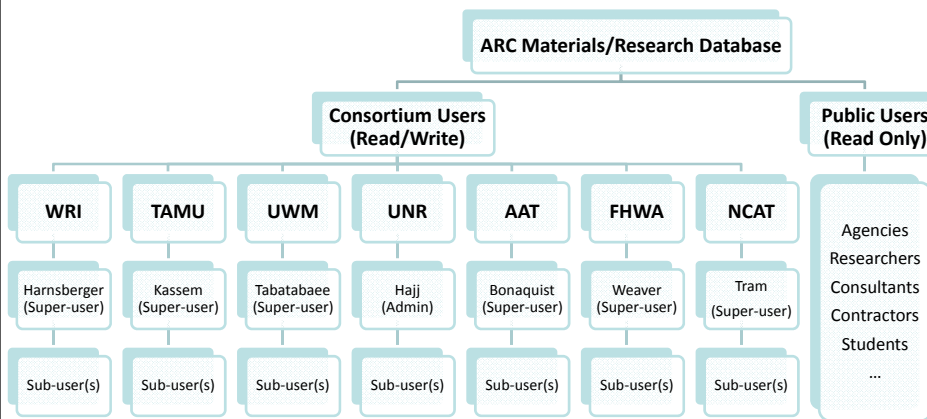 ARC Materials/Research Database
Consortium Users
(Read/Write)
Public Users
(Read Only)
WRI
TAMU
UWM
UNR
AAT
FHWA
NCAT
Harnsberger
(Super-user)
Kassem
(Super-user)
Tabatabaee
(Super-user)
Hajj
(Admin)
Bonaquist
(Super-user)
Weaver
(Super-user)
Tram
(Super-user)
Sub-user(s)
Sub-user(s)
Sub-user(s)
Sub-user(s)
Sub-user(s)
Sub-user(s)
Sub-user(s)
Agencies
Researchers
Consultants
Contractors
Students
...